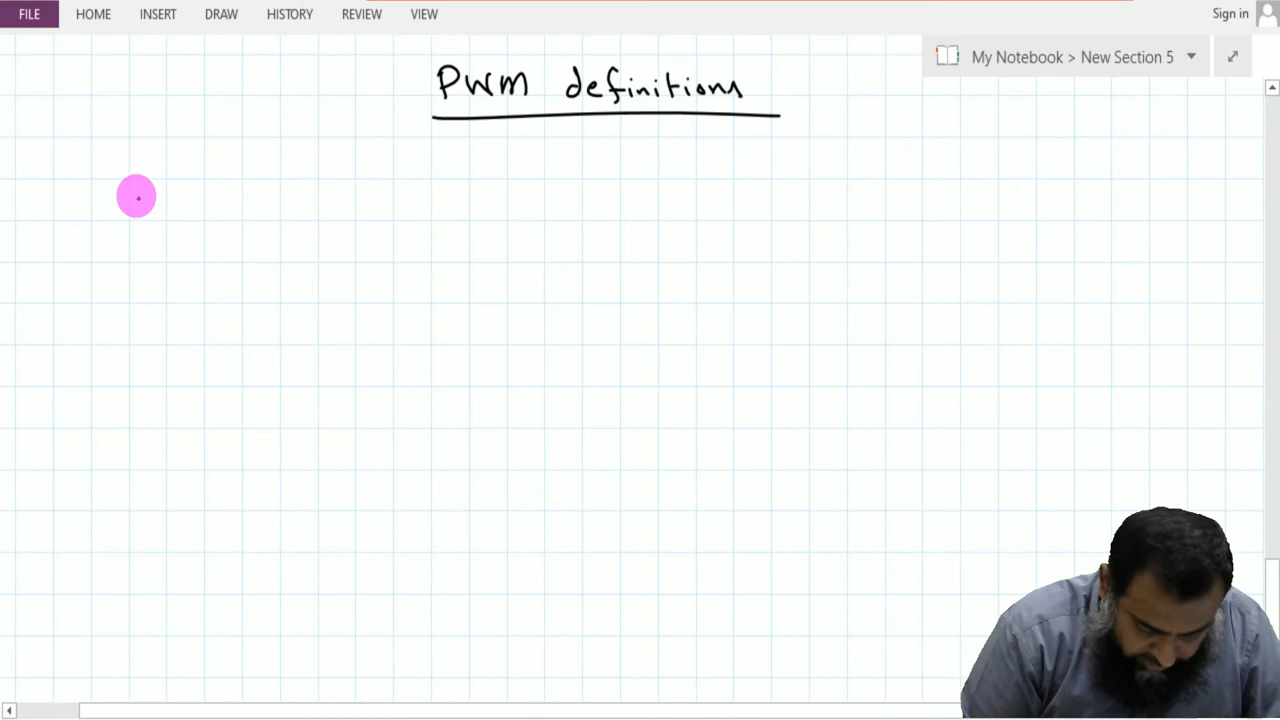 FILE HOME INSERT DRAW HISTORY REVIEW VIEW Sign in
My Notebook > New Section 5
PWM definitions